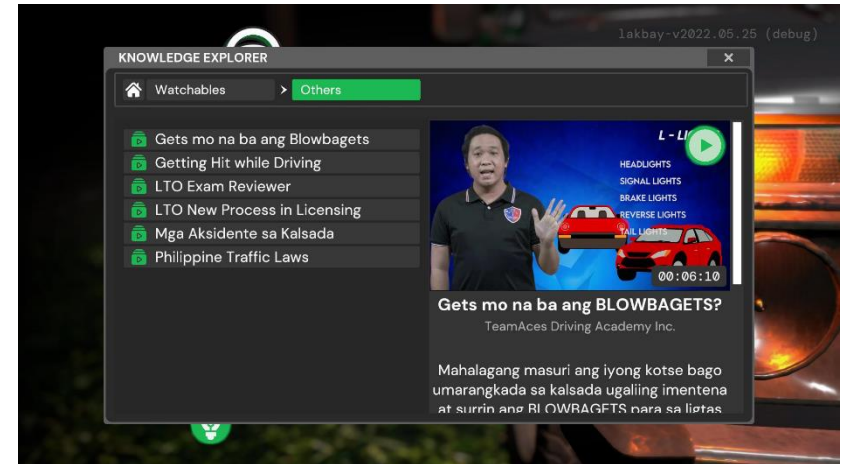 lakbay-v2022.05.25 (debug)
KNOWLEDGE EXPLORER
Watchables > Others
Gets mo na ba ang Blowbagets
Getting Hit while Driving
LTO Exam Reviewer
LTO New Process in Licensing
Mga Aksidente sa Kalsada
Philippine Traffic Laws
HEADLIGHTS
SIGNAL LIGHTS
BRAKE LIGHTS
REVERSE LIGHTS
TAIL LIGHTS
00:06:10
Gets mo na ba ang BLOWBAGETS?
TeamAces Driving Academy Inc.
Mahalagang masuri ang iyong kotse bago
umarangkada sa kalsada ugaliing imentena
at surrin ang BLOWBAGETS para sa ligtas